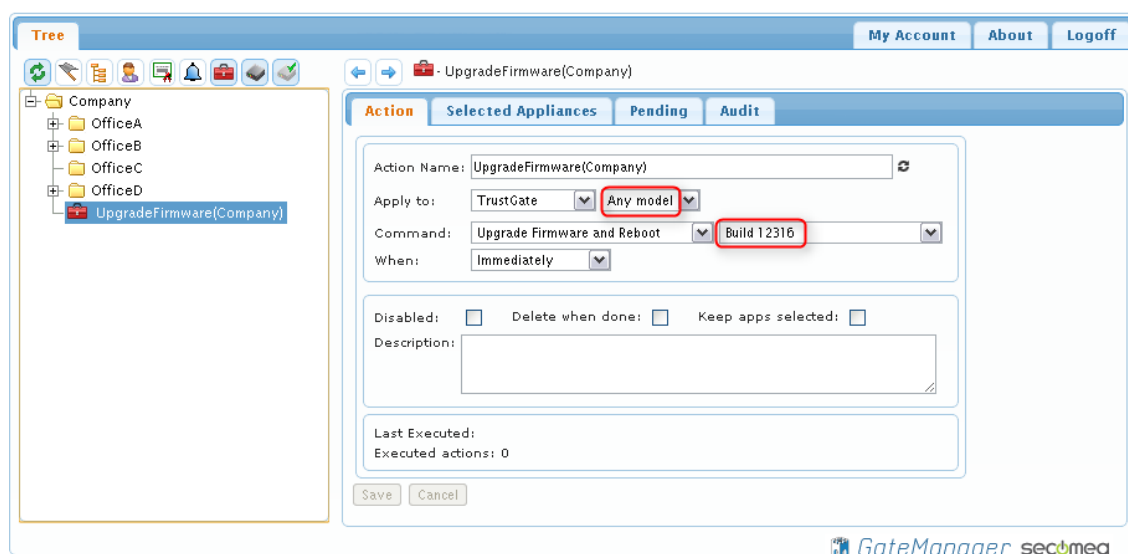 Tree
My Account About Logoff
- UpgradeFirmware(Company)
Company
OfficeA
OfficeB
OfficeC
OfficeD
UpgradeFirmware(Company)
Action Selected Appliances Pending Audit
Action Name: UpgradeFirmware(Company)
Apply to: TrustGate Any model
Command: Upgrade Firmware and Reboot Build 12316
When: Immediately
Disabled: Delete when done: Keep apps selected:
Description:
Last Executed:
Executed actions: 0
Save Cancel
GateManager secomea